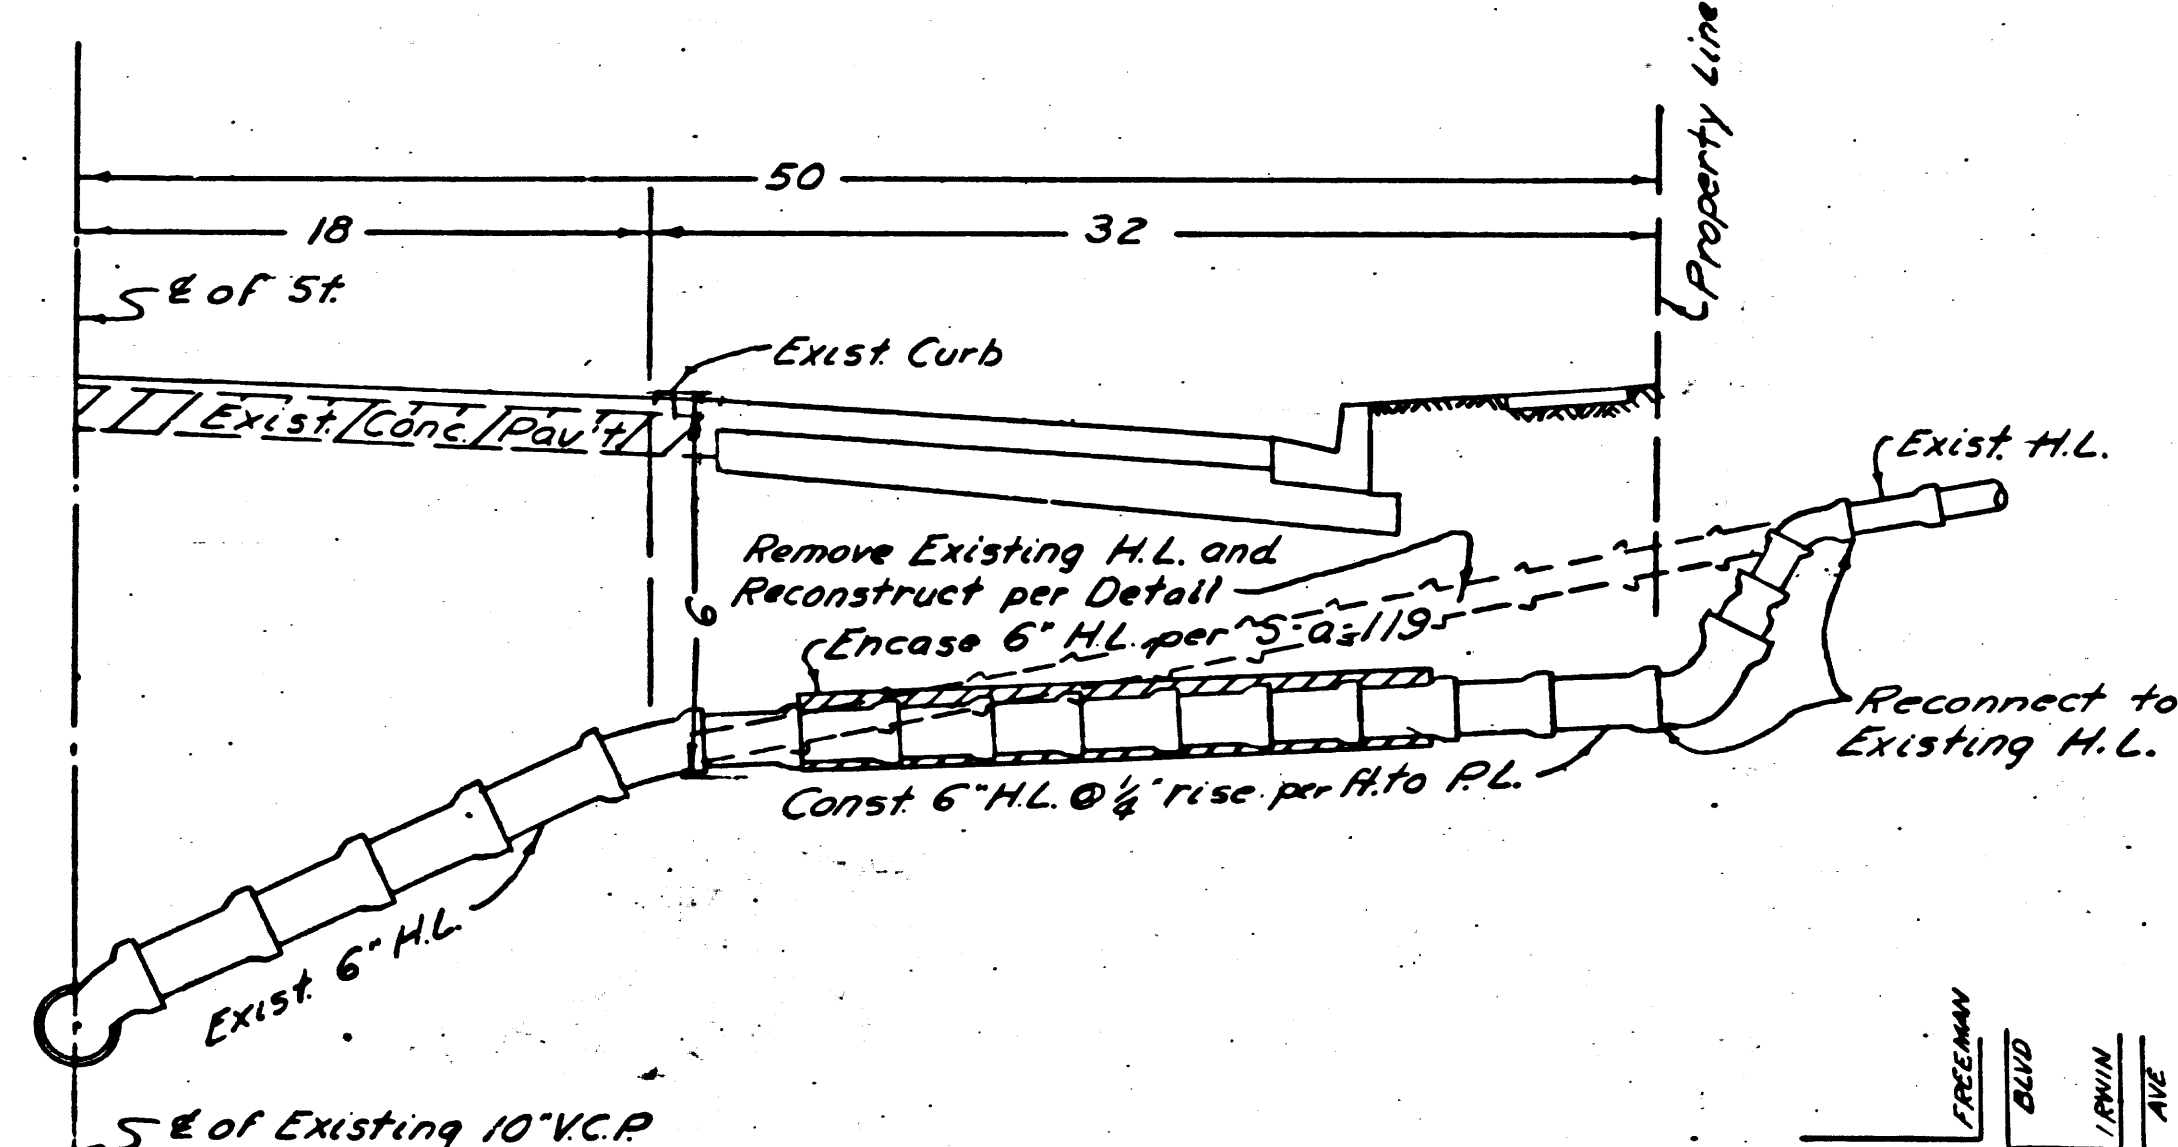 Property Line
50
18
32
℄ of St.
Exist. Curb
Exist. Conc. Pav't
Exist. H.L.
Remove Existing H.L. and
Reconstruct per Detail
6
Encase 6" H.L. per S-a-119
Reconnect to
Existing H.L.
Const. 6" H.L. @ ¼" rise per ft. to P.L.
Exist. 6" H.L.
℄ of Existing 10" V.C.P.
FREEMAN
BLVD
IRWIN
AVE